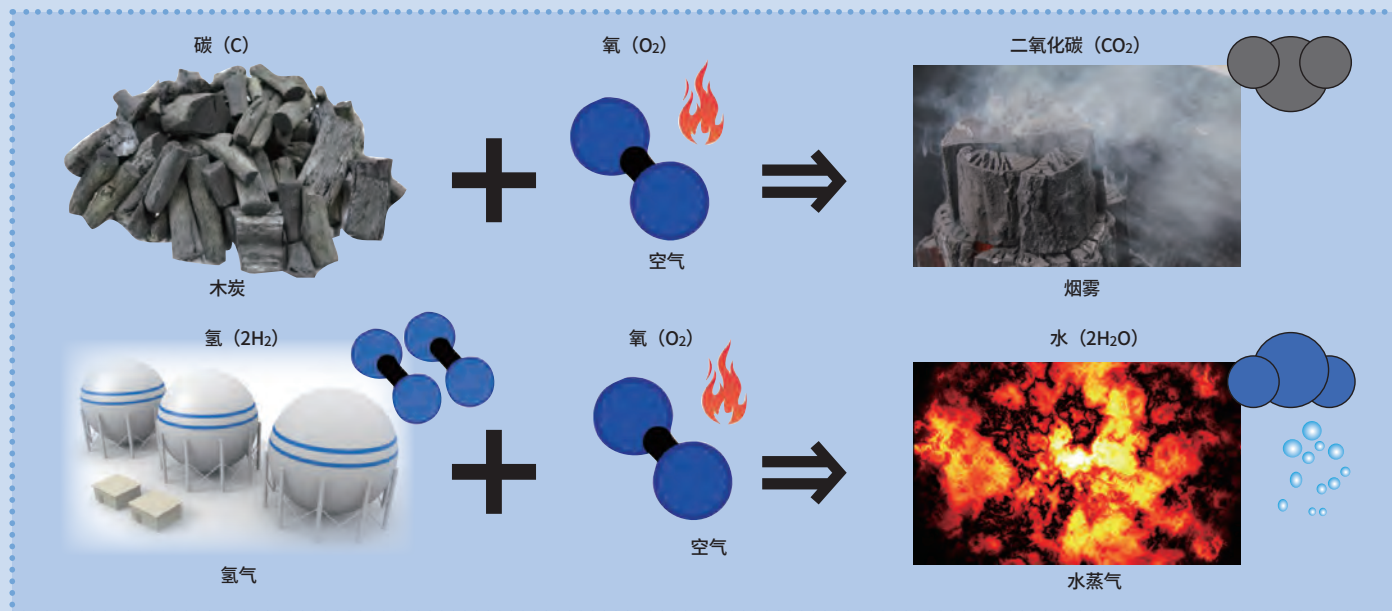 碳（C）
氧（O₂）
二氧化碳（CO₂）
空气
木炭
烟雾
氢（2H₂）
氧（O₂）
水（2H₂O）
空气
氢气
水蒸气